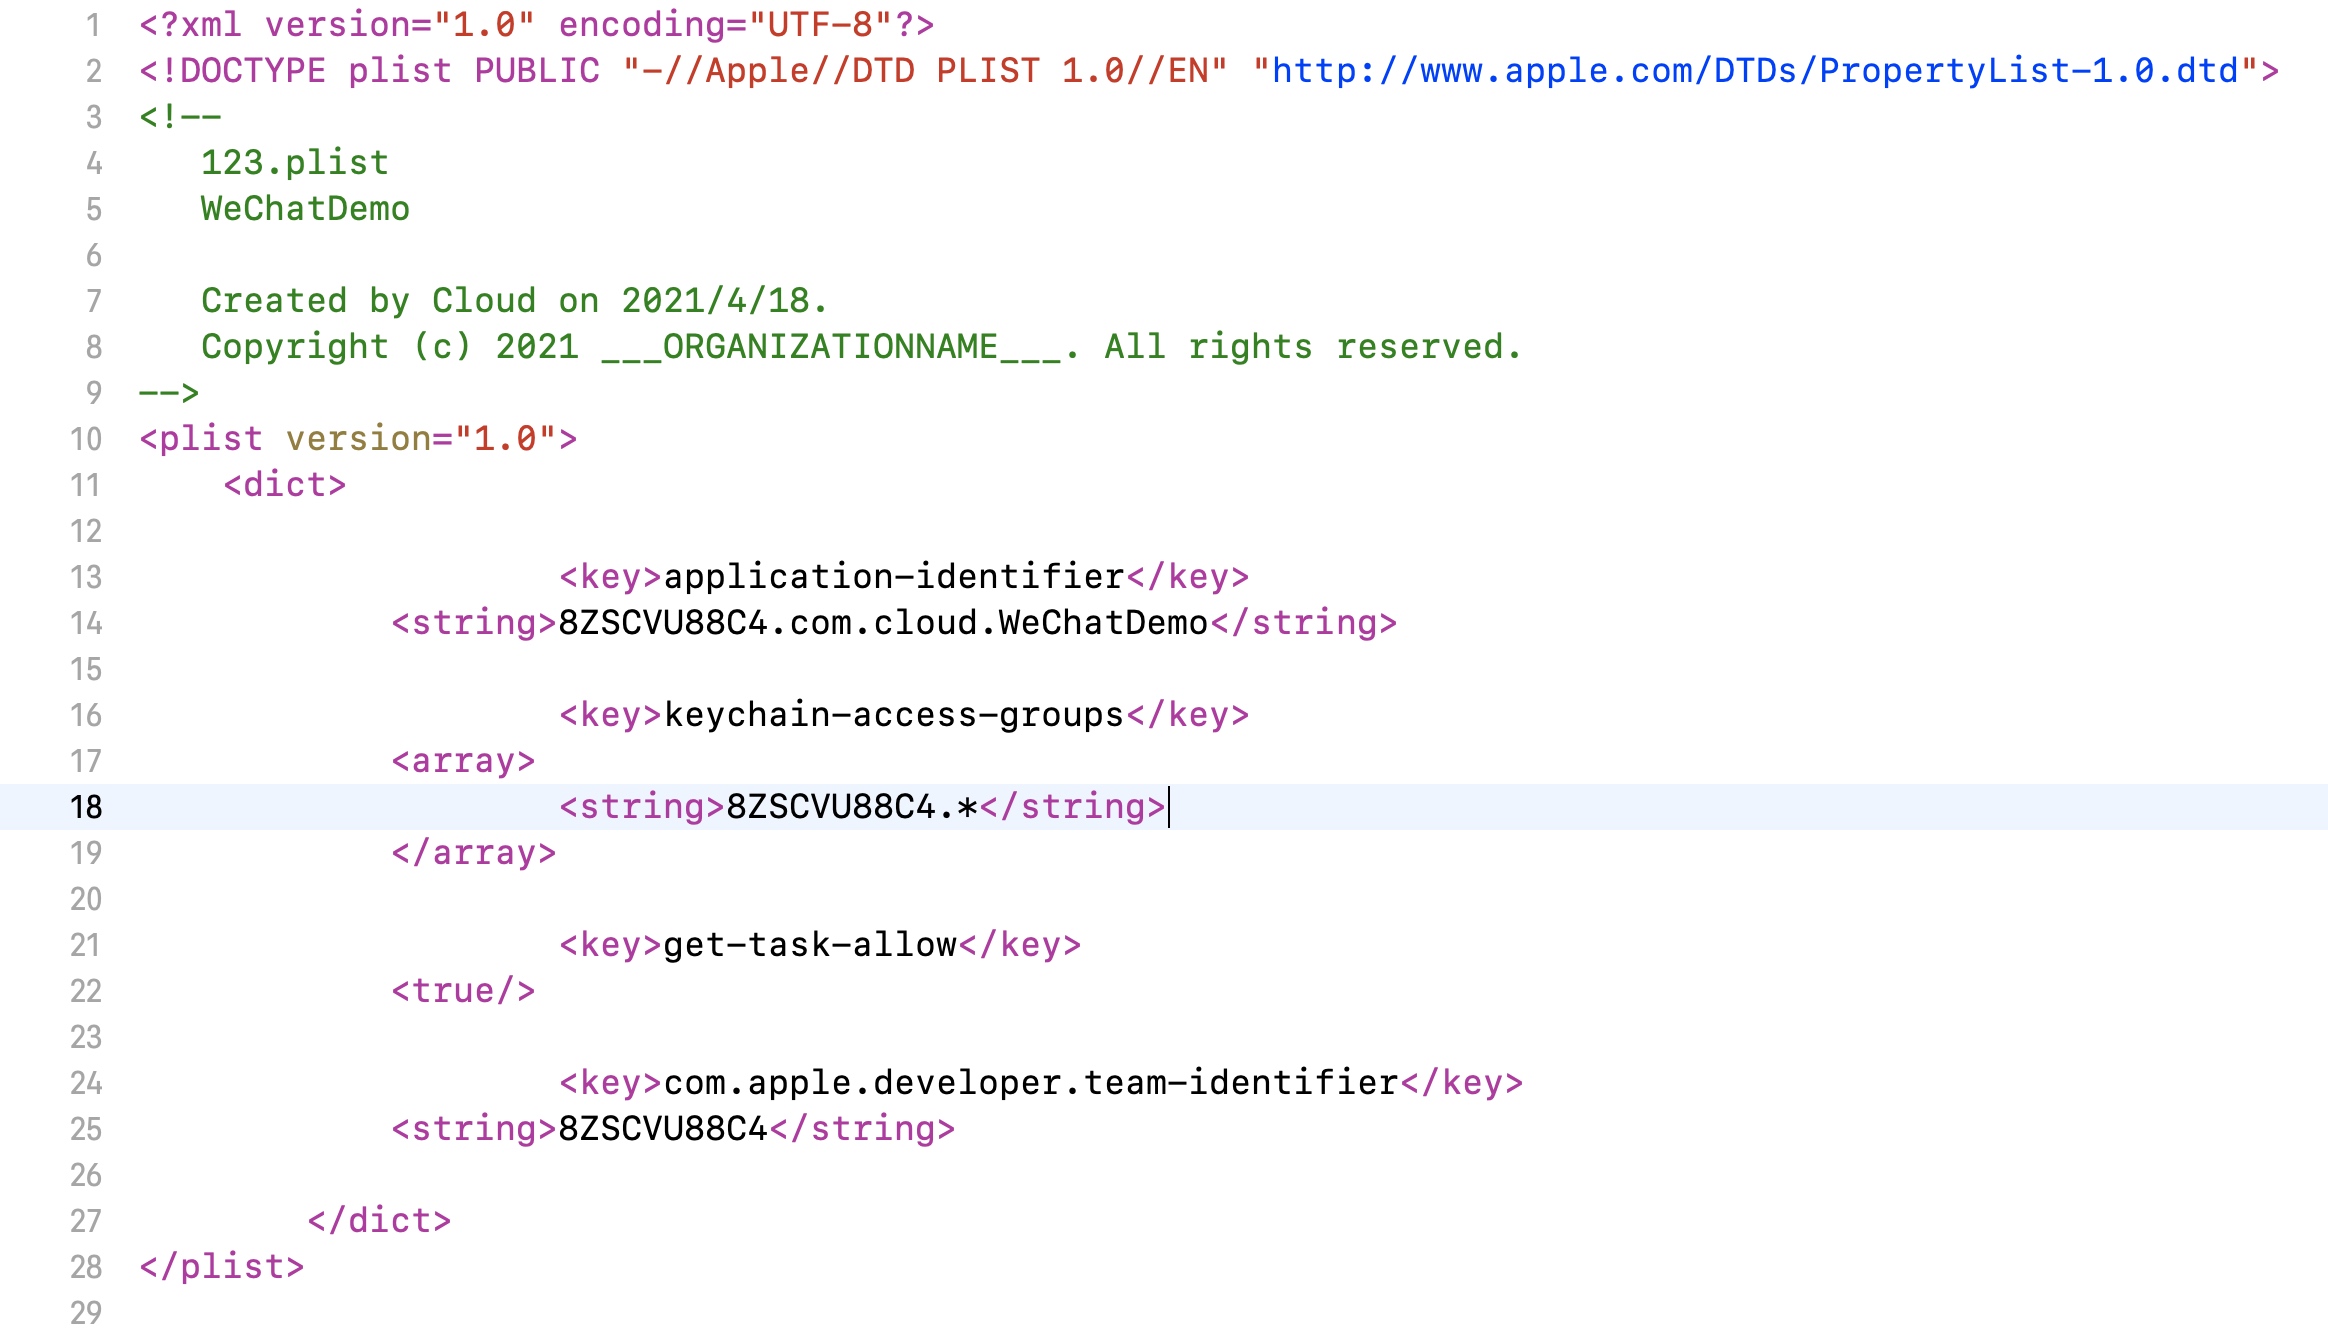 1 <?xml version="1.0" encoding="UTF-8"?>
2 <!DOCTYPE plist PUBLIC "-//Apple//DTD PLIST 1.0//EN" "http://www.apple.com/DTDs/PropertyList-1.0.dtd">
3 <!--
4 123.plist
5 WeChatDemo
6
7 Created by Cloud on 2021/4/18.
8 Copyright (c) 2021 ___ORGANIZATIONNAME___. All rights reserved.
9 -->
10 <plist version="1.0">
11 <dict>
12
13 <key>application-identifier</key>
14 <string>8ZSCVU88C4.com.cloud.WeChatDemo</string>
15
16 <key>keychain-access-groups</key>
17 <array>
18 <string>8ZSCVU88C4.*</string>
19 </array>
20
21 <key>get-task-allow</key>
22 <true/>
23
24 <key>com.apple.developer.team-identifier</key>
25 <string>8ZSCVU88C4</string>
26
27 </dict>
28 </plist>
29